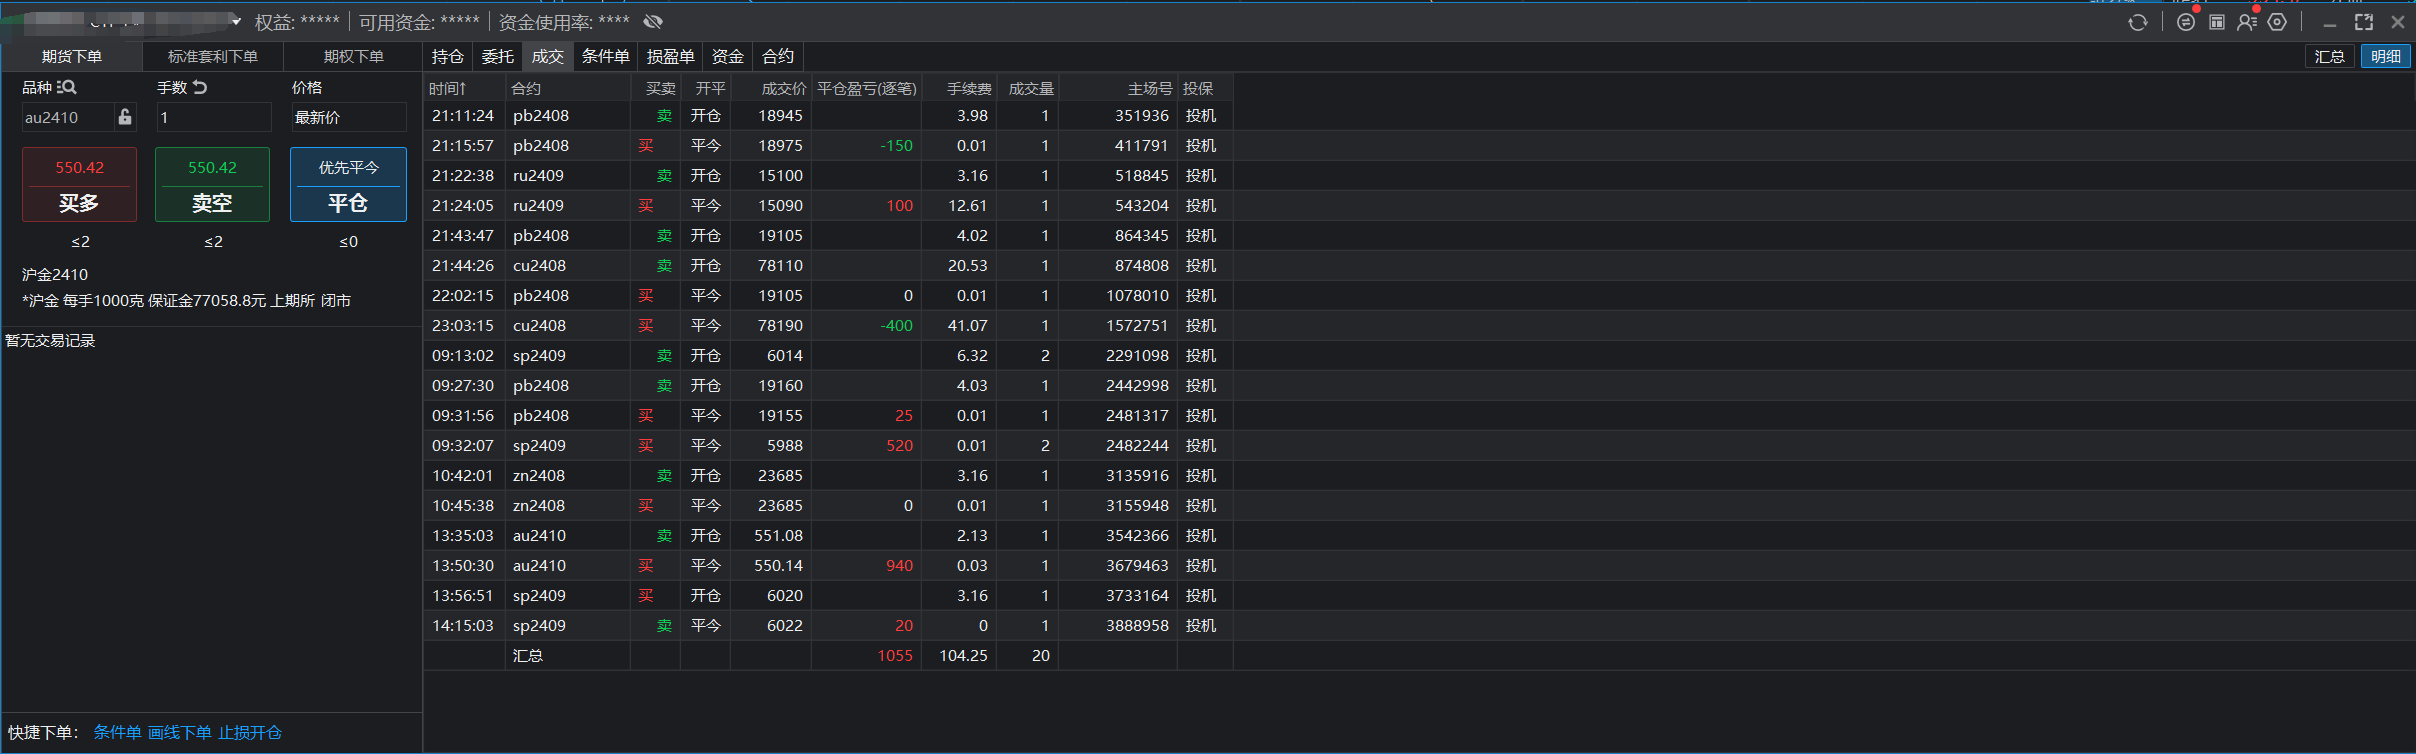 权益: ***** 可用资金: ***** 资金使用率: ****
期货下单 标准套利下单 期权下单 持仓 委托 成交 条件单 损盈单 资金 合约 汇总 明细
品种 手数 价格
au2410 1 最新价
550.42 550.42 优先平今
买多 卖空 平仓
≤2 ≤2 ≤0
沪金2410
*沪金 每手1000克 保证金77058.8元 上期所 闭市
暂无交易记录
快捷下单: 条件单 画线下单 止损开仓
时间↑ 合约 买卖 开平 成交价 平仓盈亏(逐笔) 手续费 成交量 主场号 投保
21:11:24 pb2408 卖 开仓 18945 3.98 1 351936 投机
21:15:57 pb2408 买 平今 18975 -150 0.01 1 411791 投机
21:22:38 ru2409 卖 开仓 15100 3.16 1 518845 投机
21:24:05 ru2409 买 平今 15090 100 12.61 1 543204 投机
21:43:47 pb2408 卖 开仓 19105 4.02 1 864345 投机
21:44:26 cu2408 卖 开仓 78110 20.53 1 874808 投机
22:02:15 pb2408 买 平今 19105 0 0.01 1 1078010 投机
23:03:15 cu2408 买 平今 78190 -400 41.07 1 1572751 投机
09:13:02 sp2409 卖 开仓 6014 6.32 2 2291098 投机
09:27:30 pb2408 卖 开仓 19160 4.03 1 2442998 投机
09:31:56 pb2408 买 平今 19155 25 0.01 1 2481317 投机
09:32:07 sp2409 买 平今 5988 520 0.01 2 2482244 投机
10:42:01 zn2408 卖 开仓 23685 3.16 1 3135916 投机
10:45:38 zn2408 买 平今 23685 0 0.01 1 3155948 投机
13:35:03 au2410 卖 开仓 551.08 2.13 1 3542366 投机
13:50:30 au2410 买 平今 550.14 940 0.03 1 3679463 投机
13:56:51 sp2409 买 开仓 6020 3.16 1 3733164 投机
14:15:03 sp2409 卖 平今 6022 20 0 1 3888958 投机
汇总 1055 104.25 20